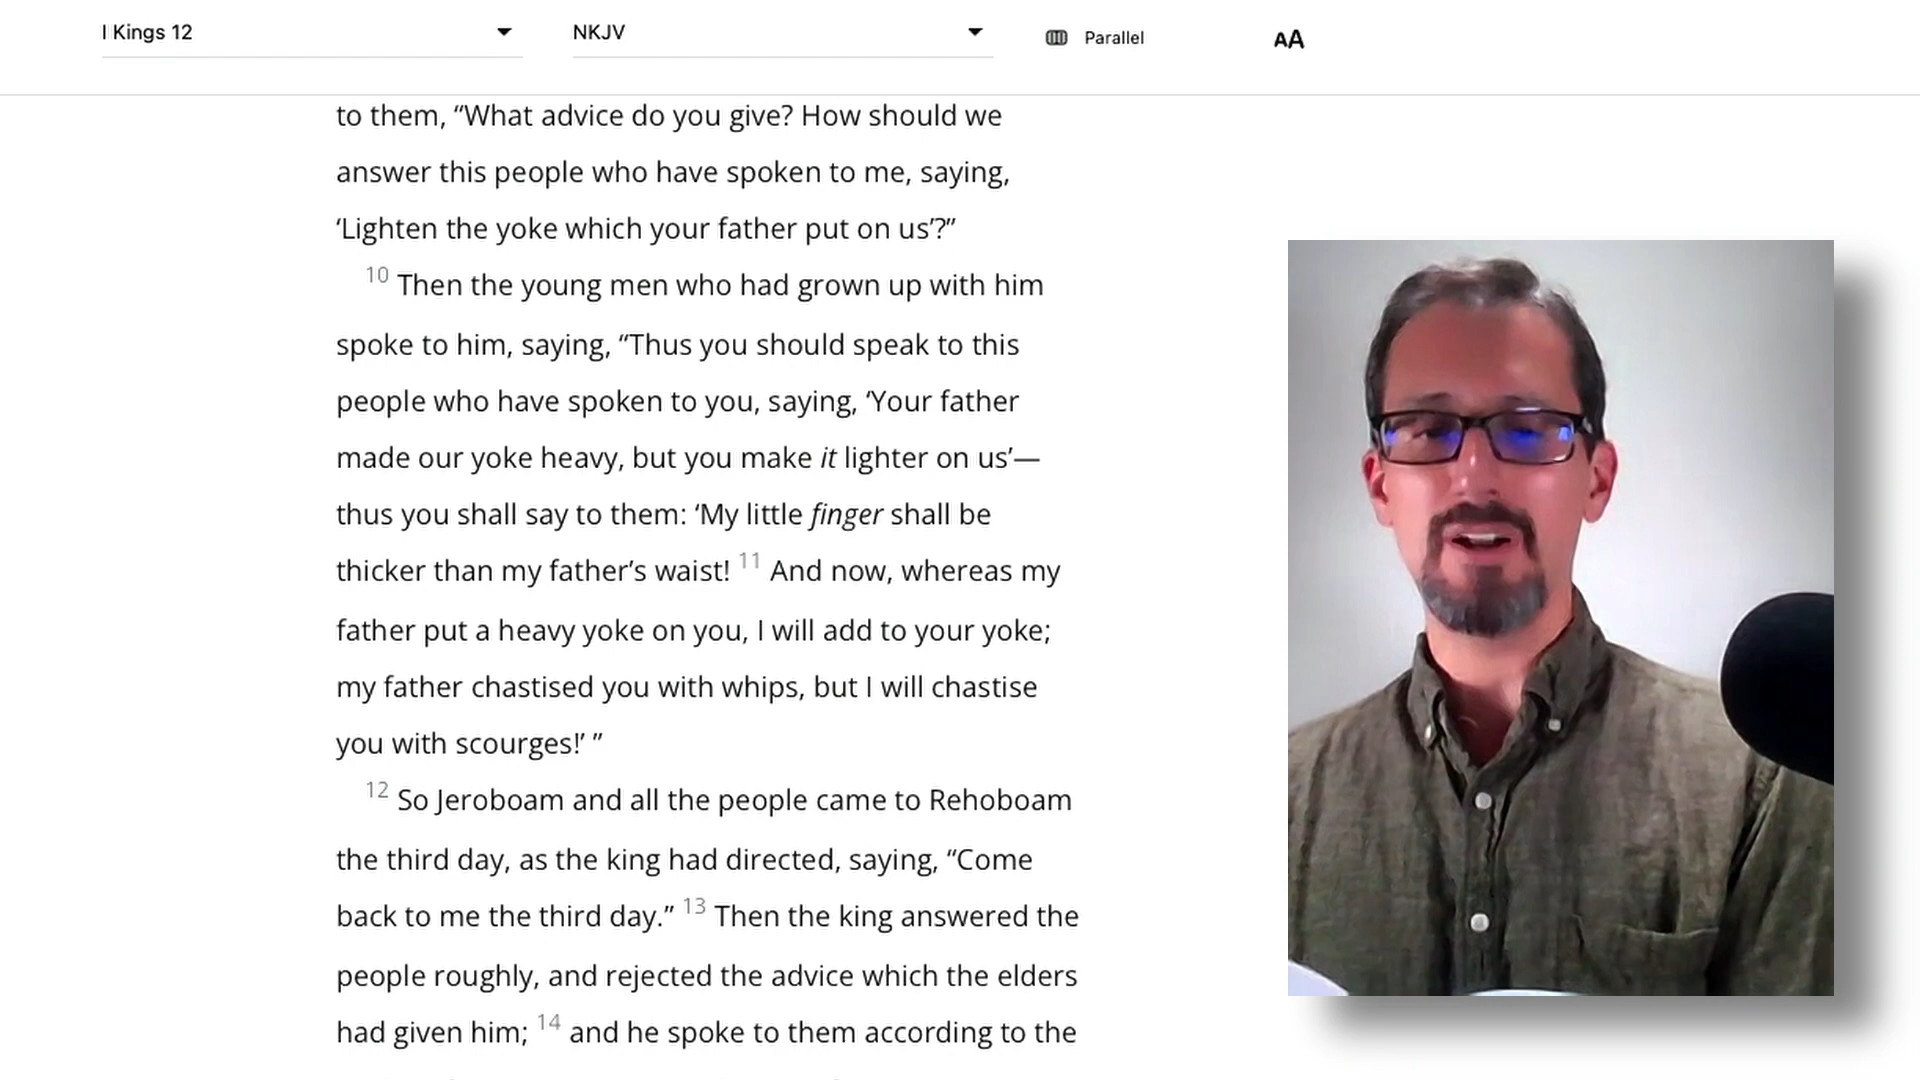 I Kings 12
NKJV
Parallel
AA
to them, “What advice do you give? How should we
answer this people who have spoken to me, saying,
‘Lighten the yoke which your father put on us’?”
10 Then the young men who had grown up with him
spoke to him, saying, “Thus you should speak to this
people who have spoken to you, saying, ‘Your father
made our yoke heavy, but you make it lighter on us’—
thus you shall say to them: ‘My little finger shall be
thicker than my father’s waist! 11 And now, whereas my
father put a heavy yoke on you, I will add to your yoke;
my father chastised you with whips, but I will chastise
you with scourges!’ ”
12 So Jeroboam and all the people came to Rehoboam
the third day, as the king had directed, saying, “Come
back to me the third day.” 13 Then the king answered the
people roughly, and rejected the advice which the elders
had given him; 14 and he spoke to them according to the